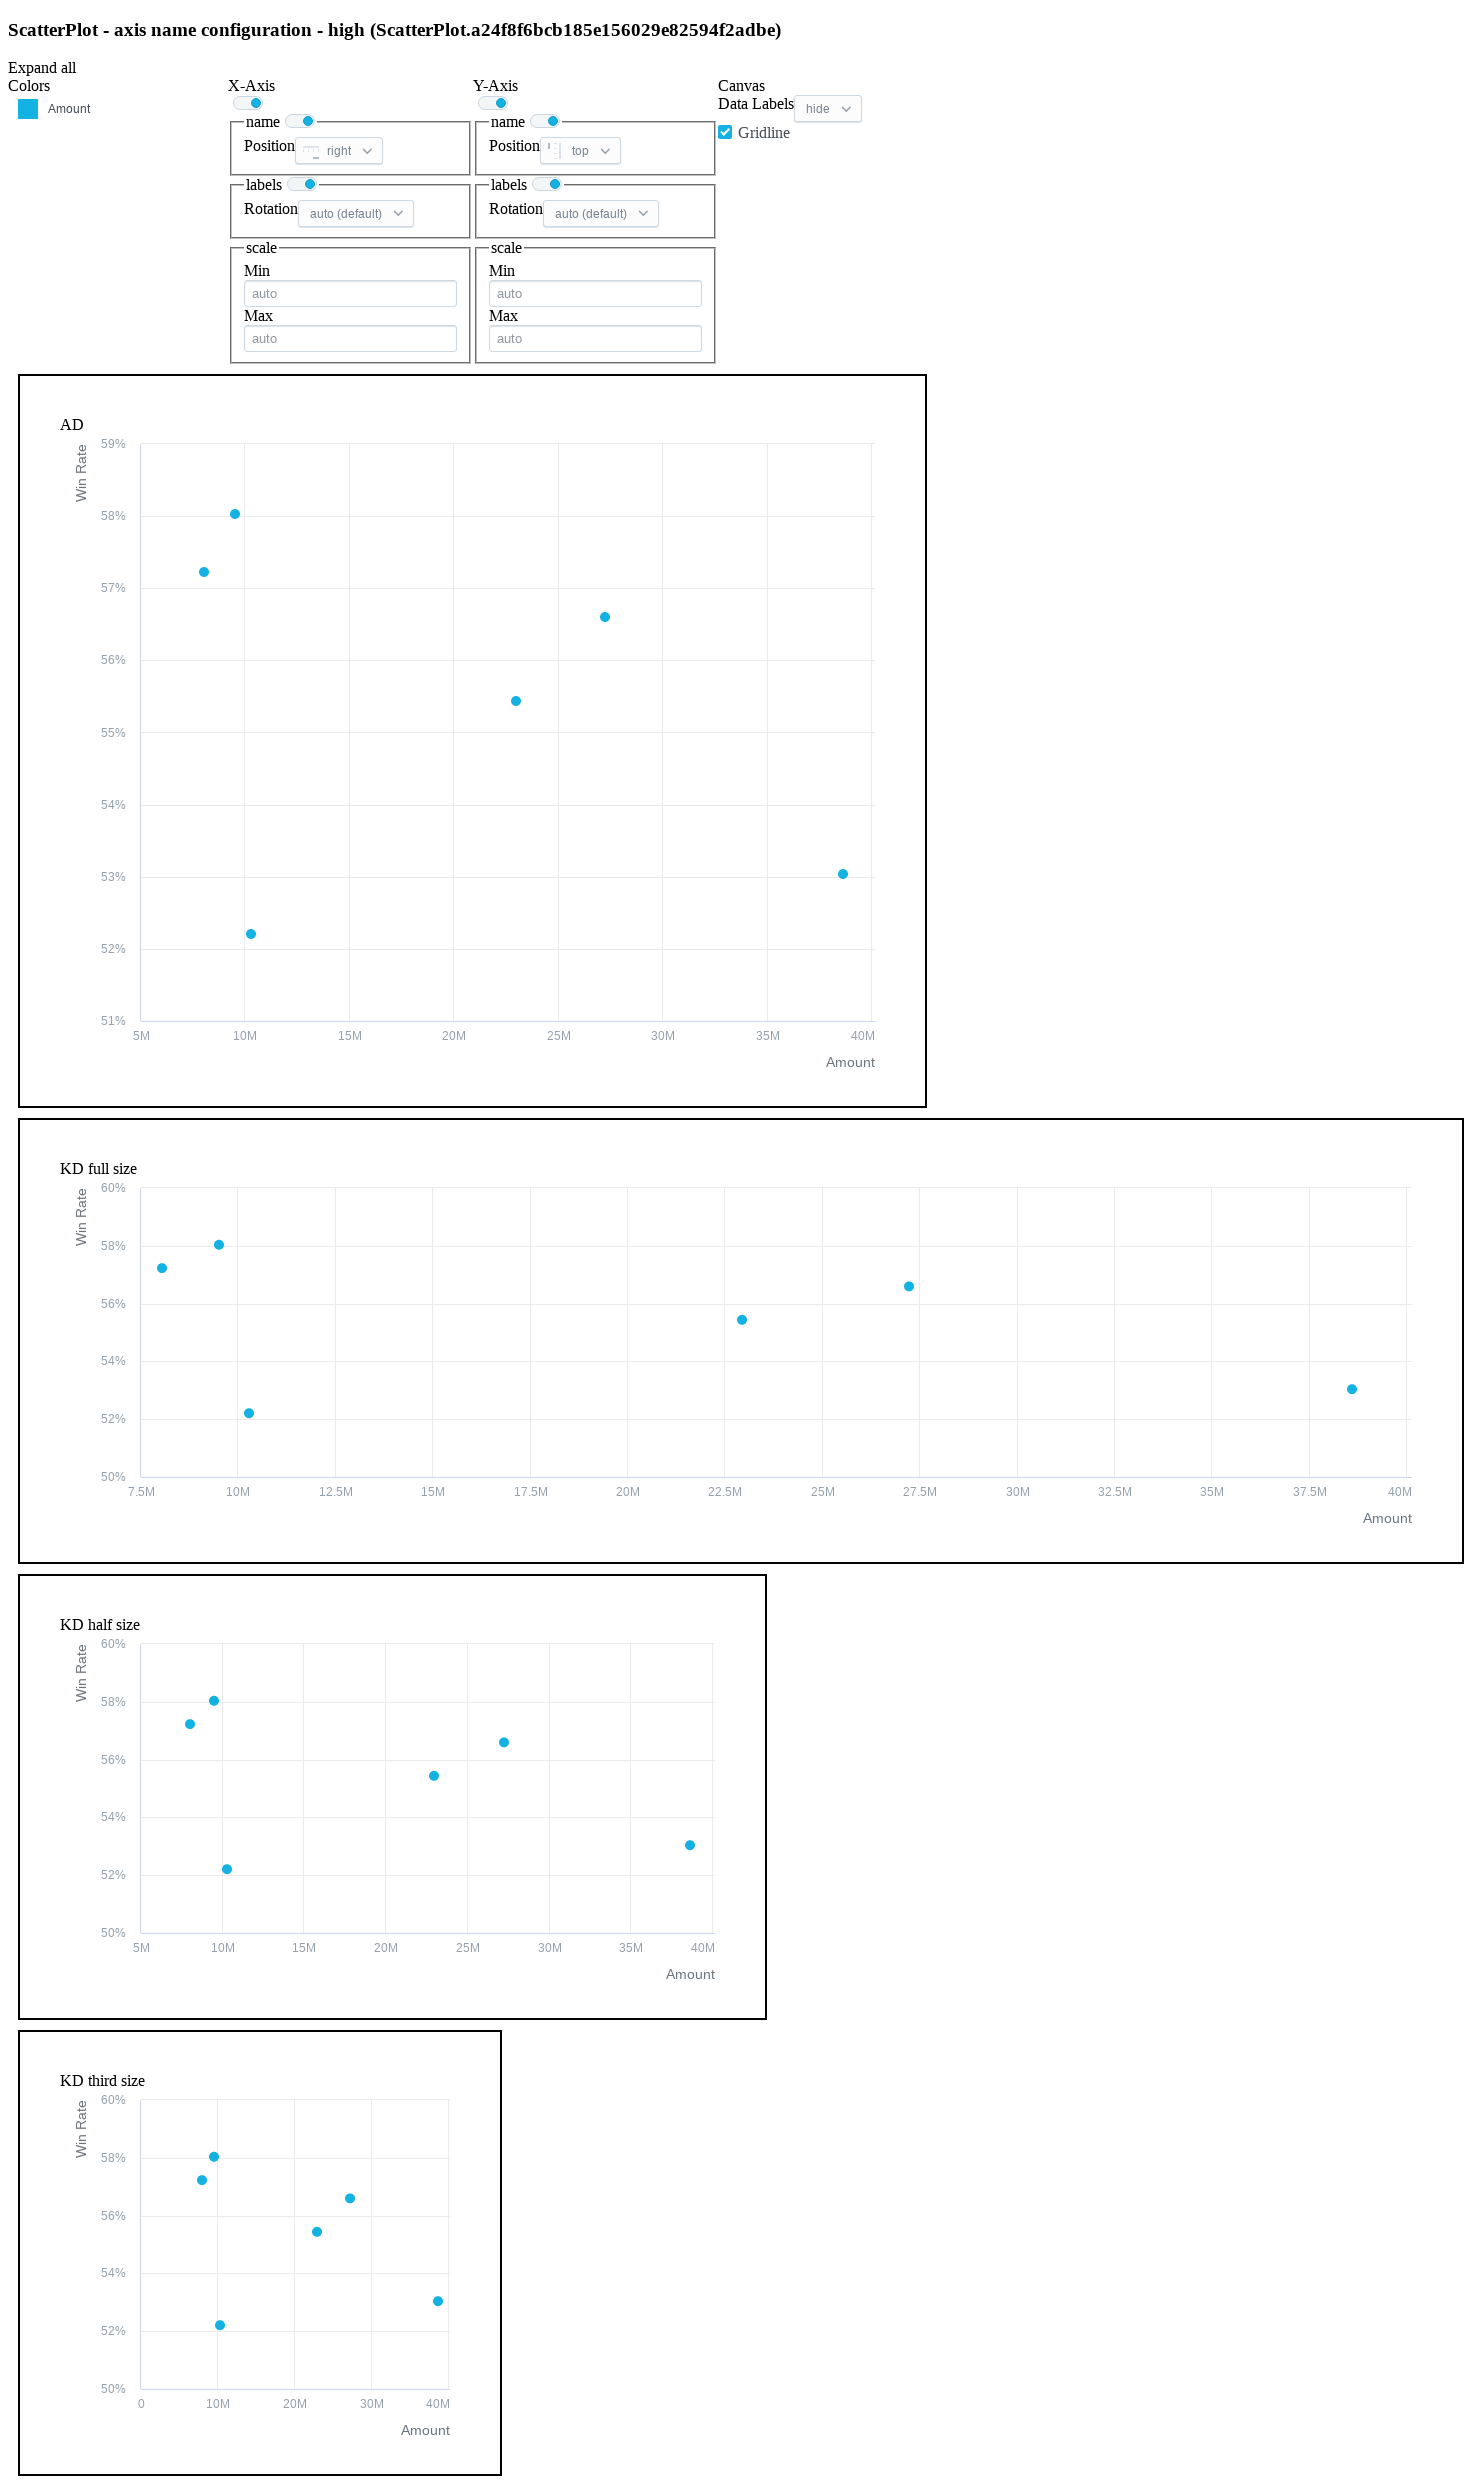 ScatterPlot - axis name configuration - high (ScatterPlot.a24f8f6bcb185e156029e82594f2adbe)
Expand all
Colors
Amount
X-Axis
name
Position right
labels
Rotation auto (default)
scale
Min
auto
Max
auto
Y-Axis
name
Position top
labels
Rotation auto (default)
scale
Min
auto
Max
auto
Canvas
Data Labels hide
Gridline
AD
Win Rate
59%
58%
57%
56%
55%
54%
53%
52%
51%
5M 10M 15M 20M 25M 30M 35M 40M
Amount
KD full size
Win Rate
60%
58%
56%
54%
52%
50%
7.5M 10M 12.5M 15M 17.5M 20M 22.5M 25M 27.5M 30M 32.5M 35M 37.5M 40M
Amount
KD half size
Win Rate
60%
58%
56%
54%
52%
50%
5M 10M 15M 20M 25M 30M 35M 40M
Amount
KD third size
Win Rate
60%
58%
56%
54%
52%
50%
0 10M 20M 30M 40M
Amount